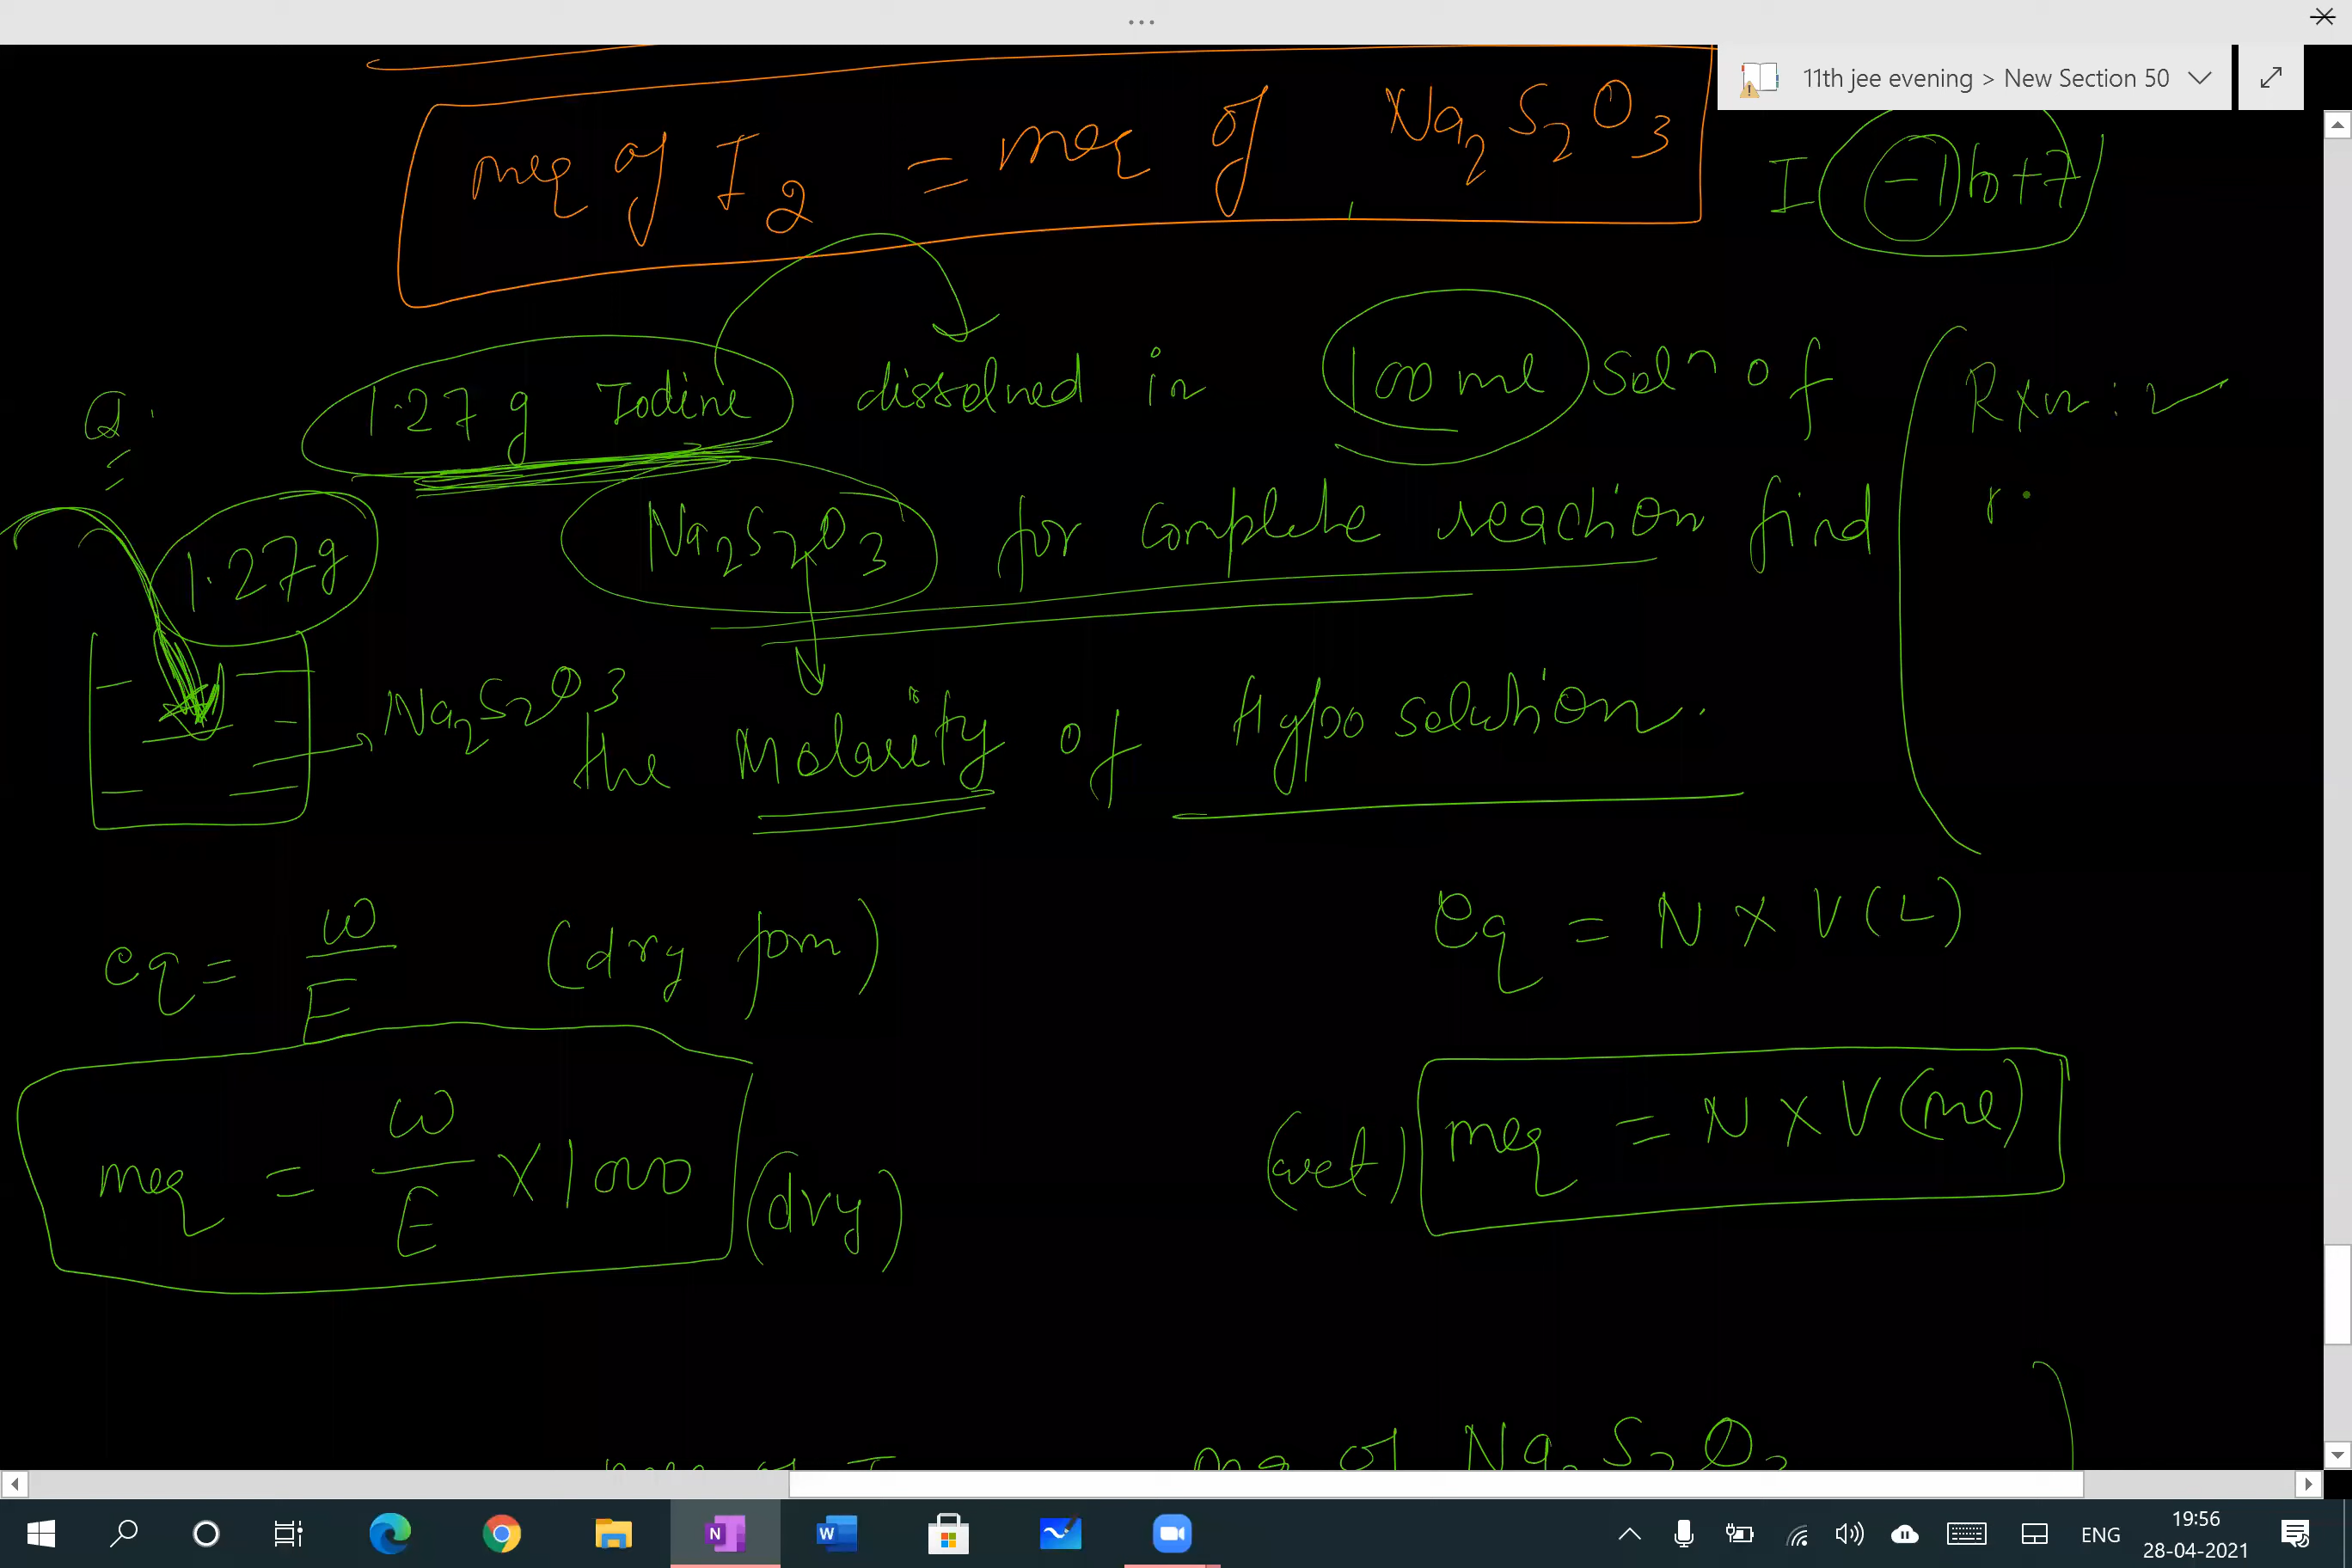 ...
11th jee evening > New Section 50
meq of I2 = meq of Na2S2O3
I -1 to +7
Q. 1.27 g Iodine dissolved in 100 ml Soln of
Rxn :
1.27g
Na2S2O3 for complete reaction find
Na2S2O3
the Molarity of Hypo solution.
eq = w/E (dry form)
eq = N × V(L)
meq = w/E × 1000 (dry)
(wet) meq = N × V(ml)
of Na2S2O3
ENG
19:56
28-04-2021